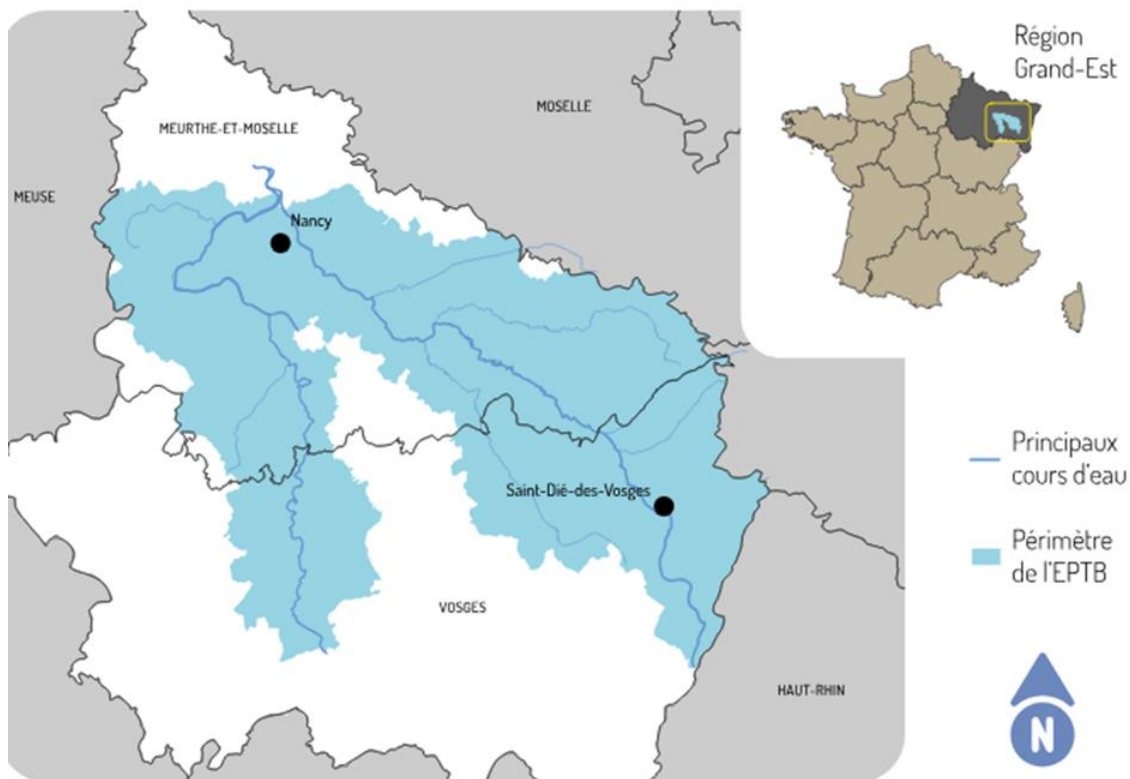 Région
Grand-Est
MOSELLE
MEURTHE-ET-MOSELLE
MEUSE
Nancy
Principaux
cours d'eau
Saint-Dié-des-Vosges
Périmètre
de l'EPTB
VOSGES
HAUT-RHIN
N